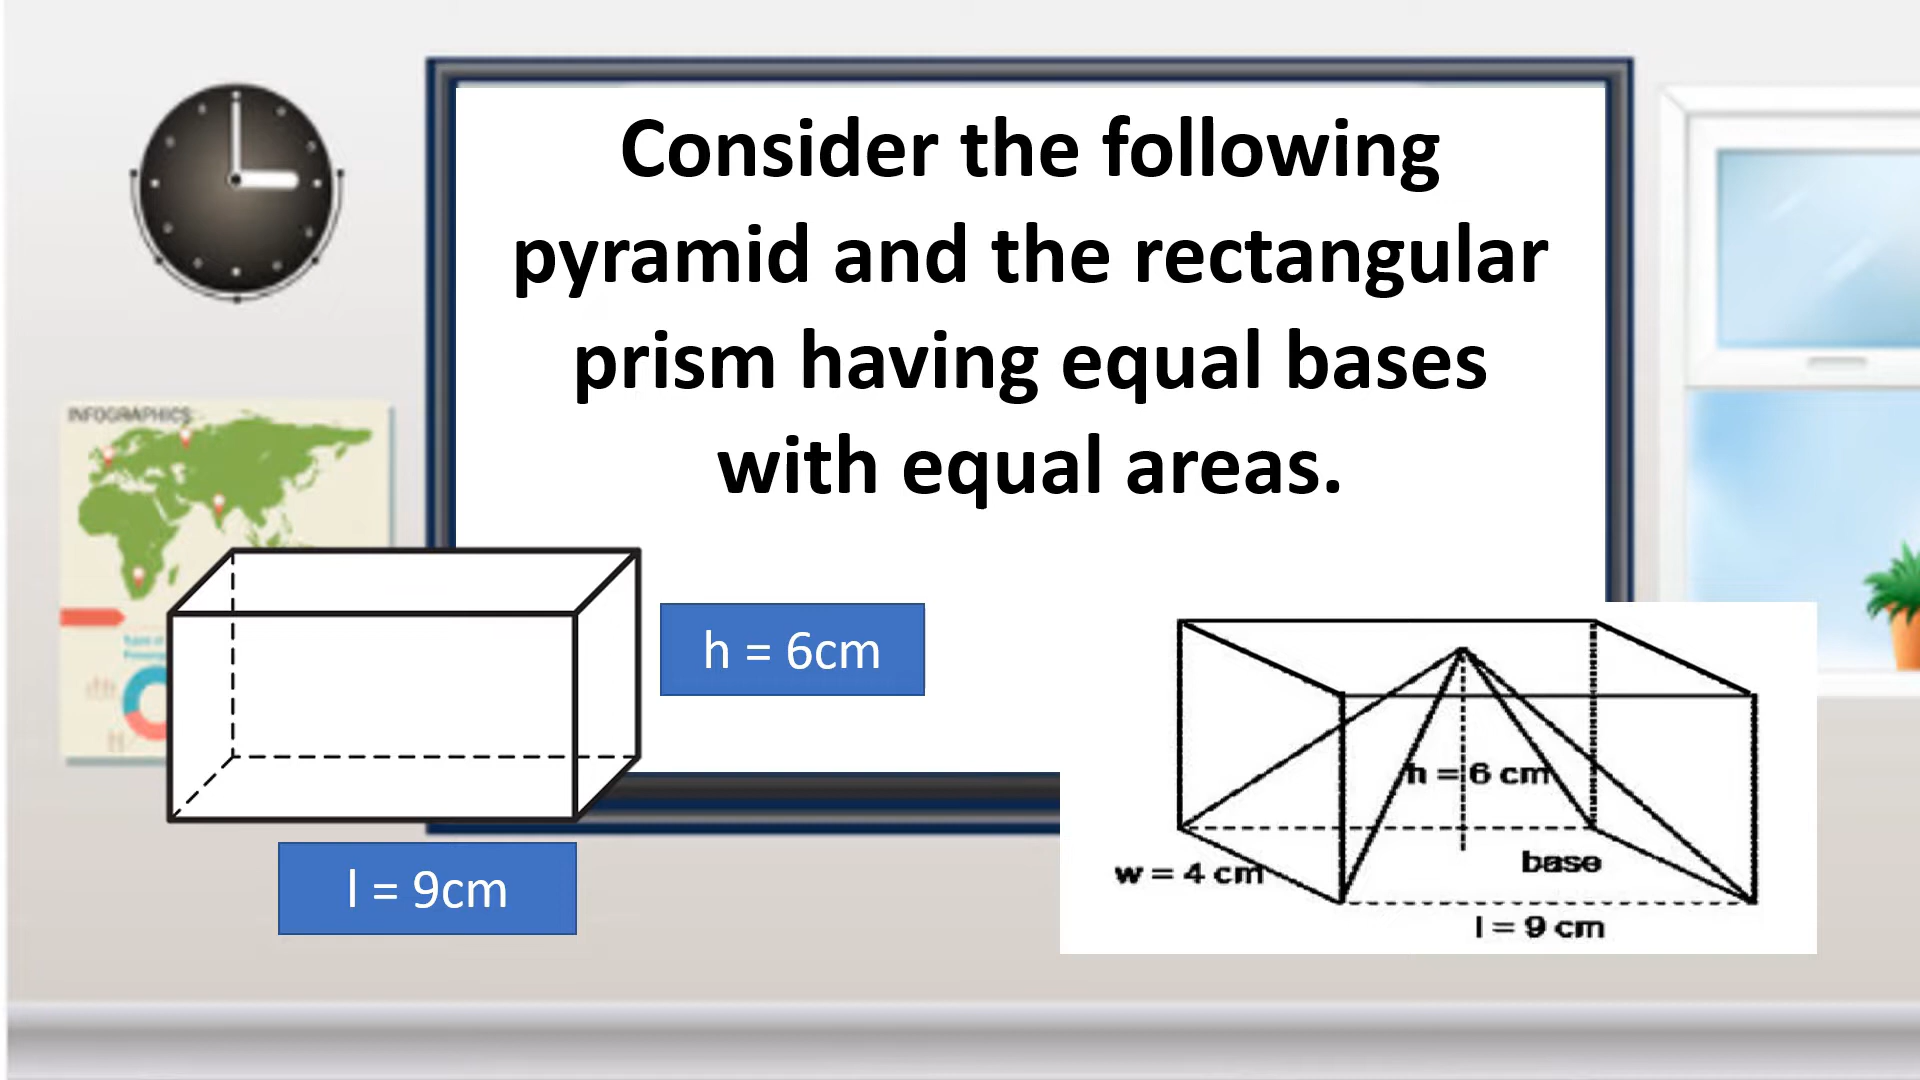 Consider the following
pyramid and the rectangular
prism having equal bases
with equal areas.
INFOGRAPHICS
h = 6cm
l = 9cm
h = 6 cm
base
w = 4 cm
l = 9 cm